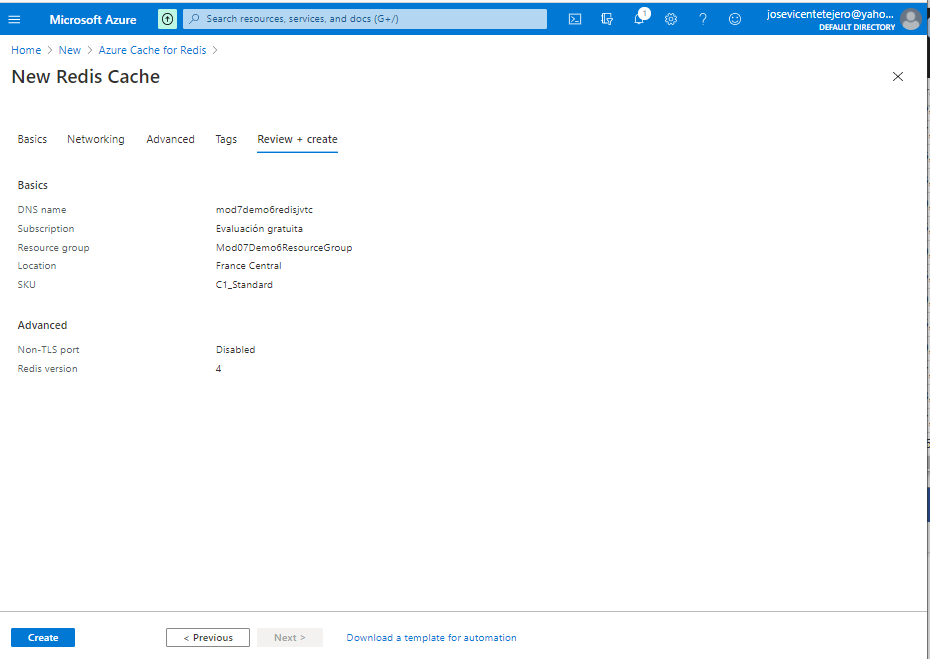 Microsoft Azure Search resources, services, and docs (G+/) 1 josevicentetejero@yaho...
DEFAULT DIRECTORY
Home > New > Azure Cache for Redis >
New Redis Cache
Basics Networking Advanced Tags Review + create
Basics
DNS name mod7demo6redisjvtc
Subscription Evaluación gratuita
Resource group Mod07Demo6ResourceGroup
Location France Central
SKU C1_Standard
Advanced
Non-TLS port Disabled
Redis version 4
Create < Previous Next > Download a template for automation